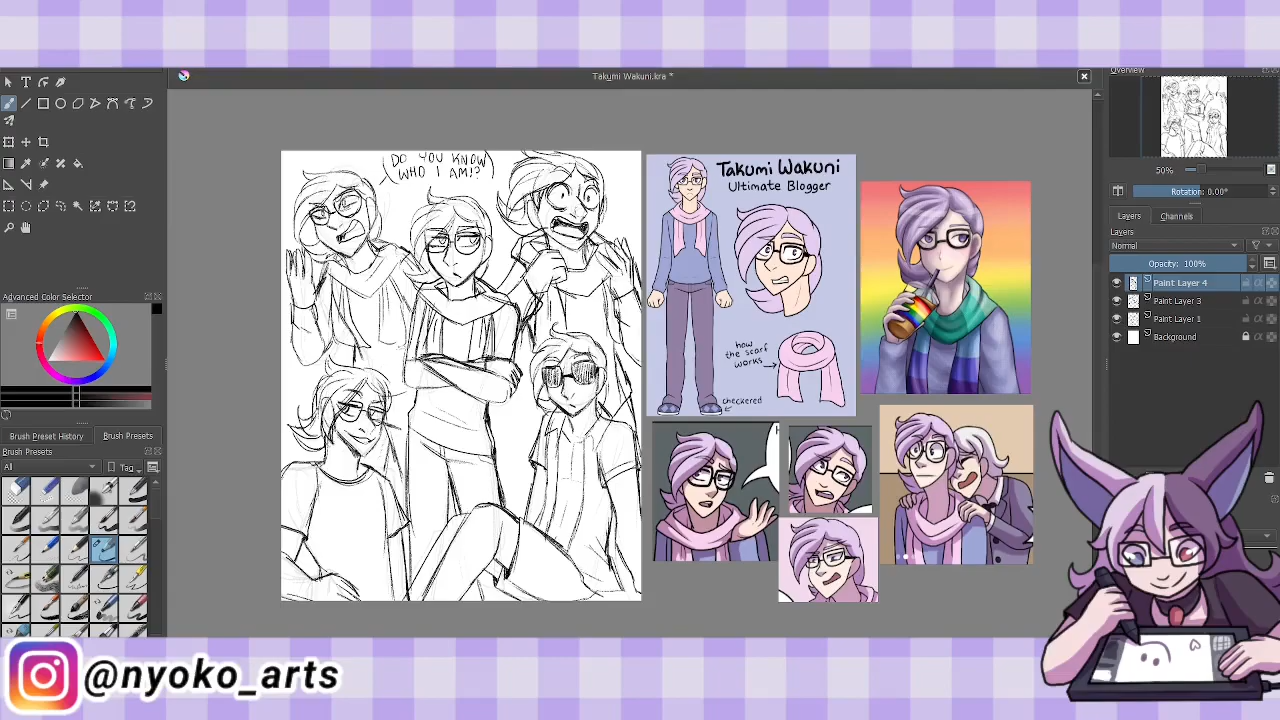 Takumi Wakuni.kra *
Overview
50%
Rotation: 0.00°
Layers
Channels
Layers
Normal
Opacity: 100%
Paint Layer 4
Paint Layer 3
Paint Layer 1
Background
Advanced Color Selector
Brush Preset History
Brush Presets
Brush Presets
All
Tag
DO YOU KNOW
WHO I AM!?
Takumi Wakuni
Ultimate Blogger
how
the scarf
works
checkered
@nyoko_arts